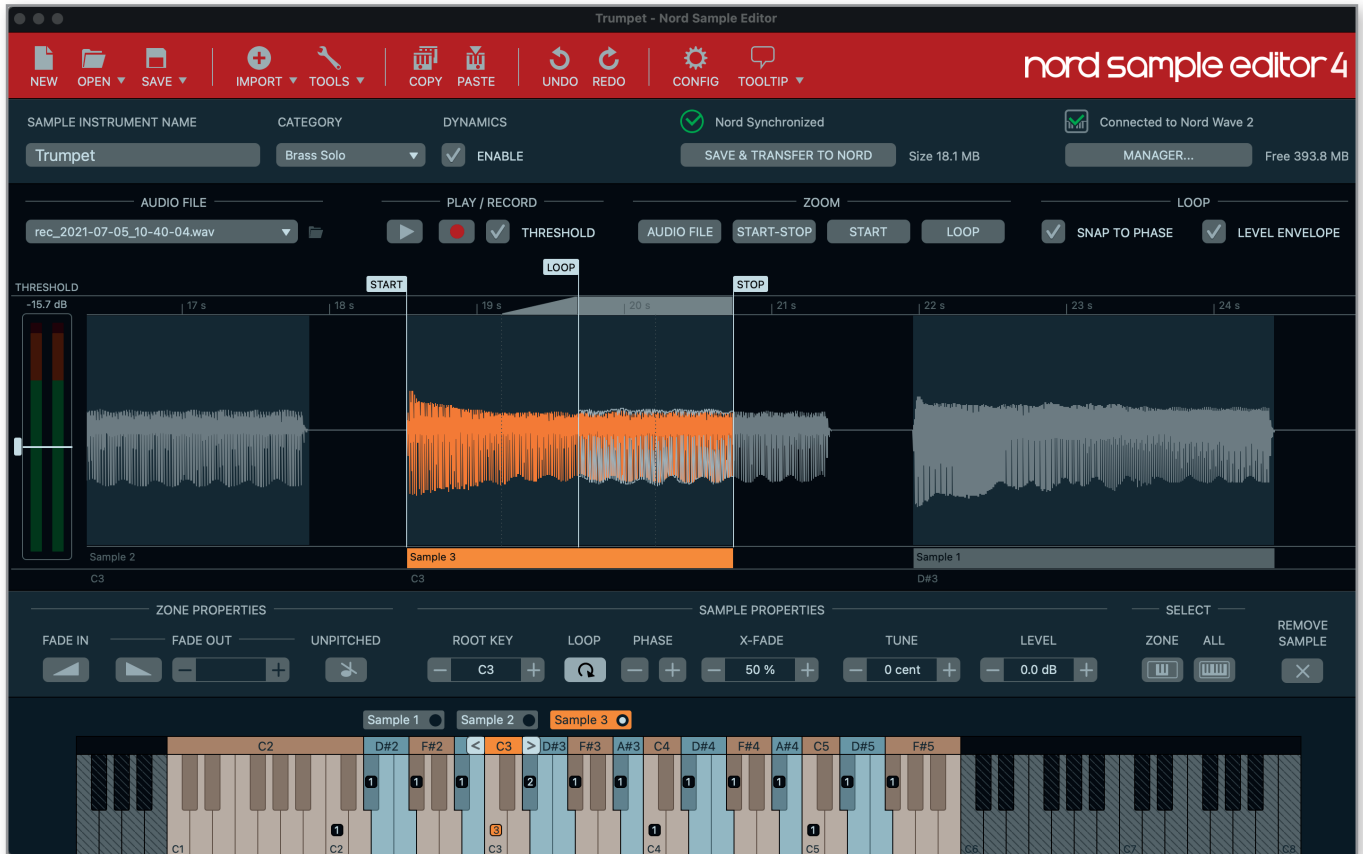 Trumpet - Nord Sample Editor
NEW OPEN SAVE IMPORT TOOLS COPY PASTE UNDO REDO CONFIG TOOLTIP
nord sample editor 4
SAMPLE INSTRUMENT NAME CATEGORY DYNAMICS Nord Synchronized Connected to Nord Wave 2
Trumpet Brass Solo ENABLE SAVE & TRANSFER TO NORD Size 18.1 MB MANAGER... Free 393.8 MB
AUDIO FILE PLAY / RECORD ZOOM LOOP
rec_2021-07-05_10-40-04.wav THRESHOLD AUDIO FILE START-STOP START LOOP SNAP TO PHASE LEVEL ENVELOPE
LOOP
START STOP
THRESHOLD
-15.7 dB 17 s 18 s 19 s 20 s 21 s 22 s 23 s 24 s
Sample 2 Sample 3 Sample 1
C3 C3 D#3
ZONE PROPERTIES SAMPLE PROPERTIES SELECT
REMOVE
FADE IN FADE OUT UNPITCHED ROOT KEY LOOP PHASE X-FADE TUNE LEVEL ZONE ALL SAMPLE
C3 50 % 0 cent 0.0 dB
Sample 1 Sample 2 Sample 3
C2 D#2 F#2 < C3 > D#3 F#3 A#3 C4 D#4 F#4 A#4 C5 D#5 F#5
1 1 1 2 1 1 1 1 1 1 1
1 3 1 1
C1 C2 C3 C4 C5 C6 C7 C8